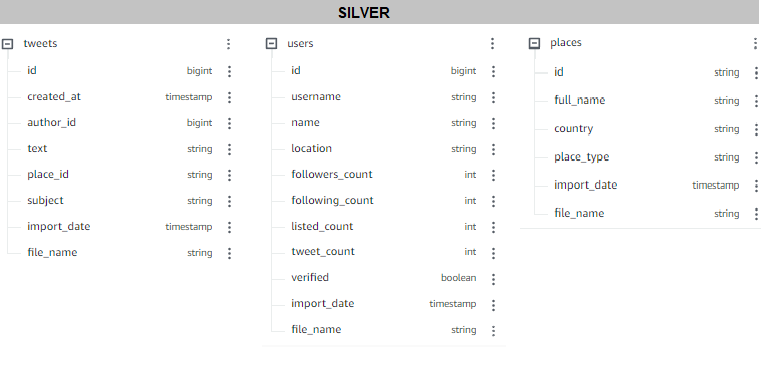 SILVER
tweets
id bigint
created_at timestamp
author_id bigint
text string
place_id string
subject string
import_date timestamp
file_name string
users
id bigint
username string
name string
location string
followers_count int
following_count int
listed_count int
tweet_count int
verified boolean
import_date timestamp
file_name string
places
id string
full_name string
country string
place_type string
import_date timestamp
file_name string